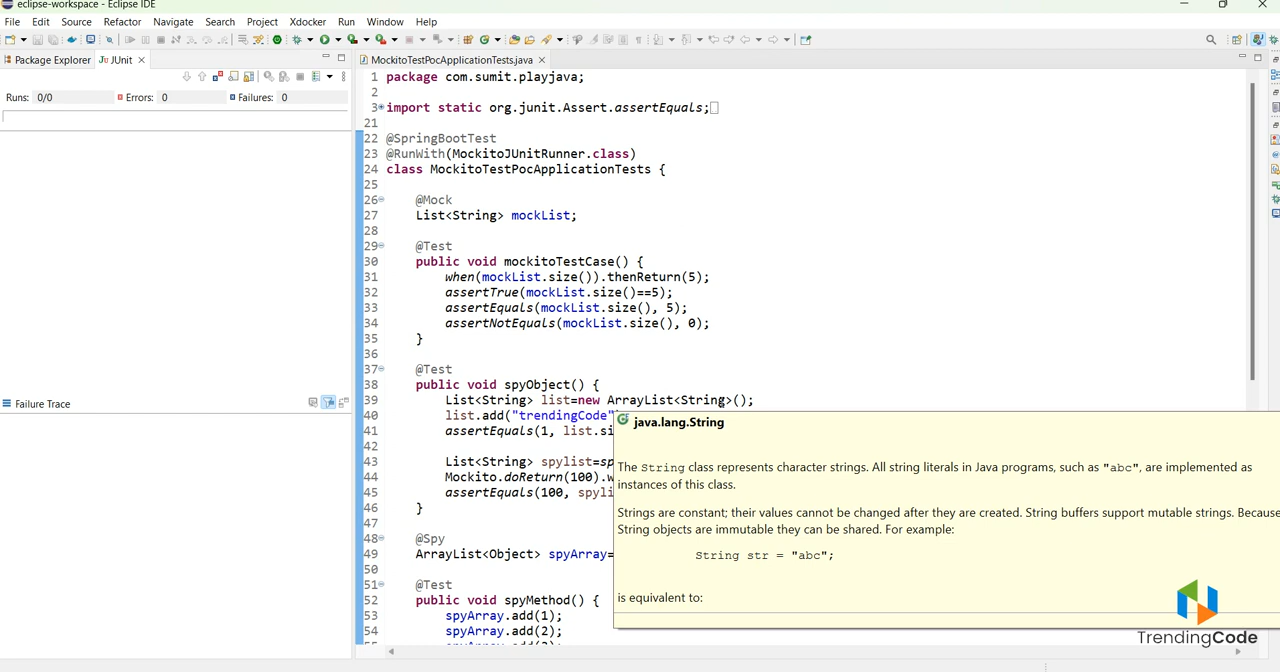 eclipse-workspace - Eclipse IDE
File Edit Source Refactor Navigate Search Project Xdocker Run Window Help
Package Explorer JUnit
MockitoTestPocApplicationTests.java
Runs: 0/0 Errors: 0 Failures: 0
Failure Trace
1 package com.sumit.playjava;
2
3 import static org.junit.Assert.assertEquals;
21
22 @SpringBootTest
23 @RunWith(MockitoJUnitRunner.class)
24 class MockitoTestPocApplicationTests {
25
26 @Mock
27 List<String> mockList;
28
29 @Test
30 public void mockitoTestCase() {
31 when(mockList.size()).thenReturn(5);
32 assertTrue(mockList.size()==5);
33 assertEquals(mockList.size(), 5);
34 assertNotEquals(mockList.size(), 0);
35 }
36
37 @Test
38 public void spyObject() {
39 List<String> list=new ArrayList<String>();
40 list.add("trendingCode"
41 assertEquals(1, list.si
42
43 List<String> spylist=sp
44 Mockito.doReturn(100).w
45 assertEquals(100, spyli
46 }
47
48 @Spy
49 ArrayList<Object> spyArray=
50
51 @Test
52 public void spyMethod() {
53 spyArray.add(1);
54 spyArray.add(2);
java.lang.String
The String class represents character strings. All string literals in Java programs, such as "abc", are implemented as
instances of this class.
Strings are constant; their values cannot be changed after they are created. String buffers support mutable strings. Because
String objects are immutable they can be shared. For example:
String str = "abc";
is equivalent to:
TrendingCode